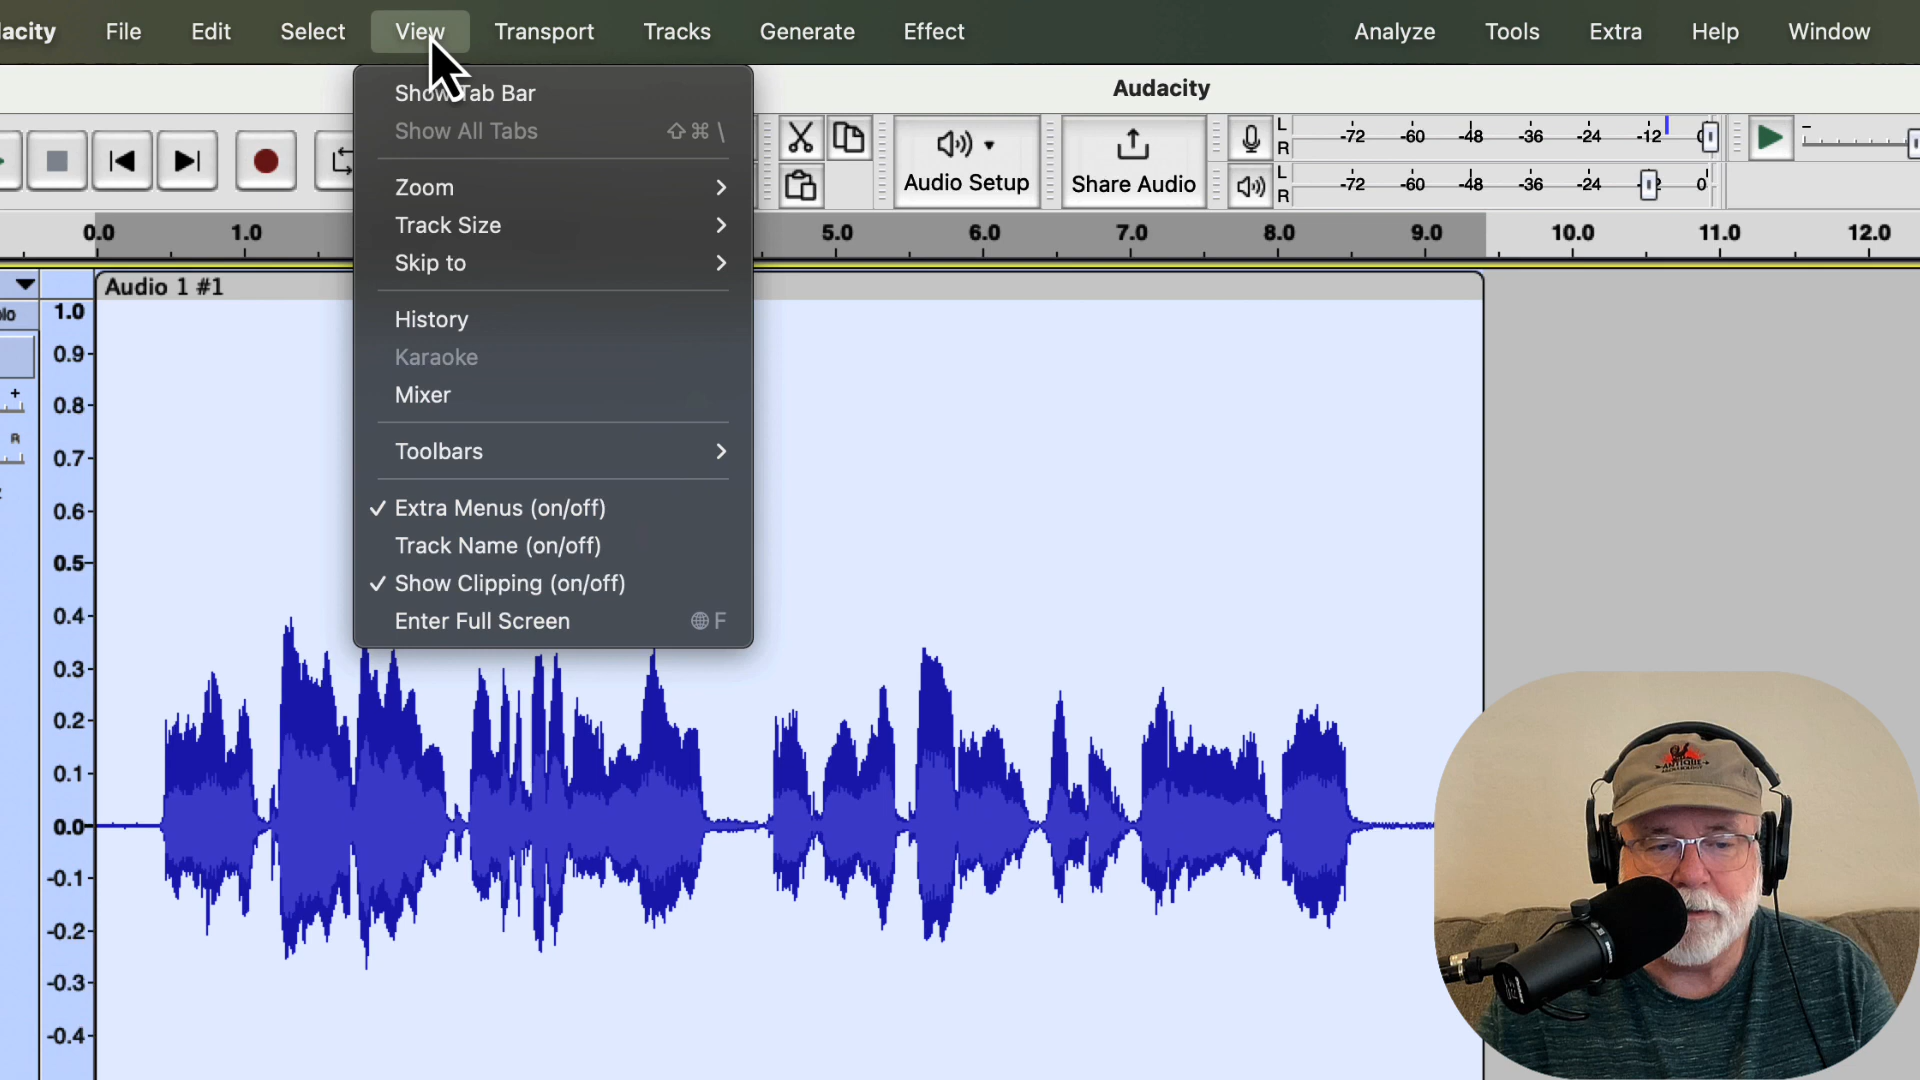 acity File Edit Select View Transport Tracks Generate Effect Analyze Tools Extra Help Window
Audacity
Show Tab Bar
Show All Tabs ⇧⌘\
Zoom
Track Size
Skip to
History
Karaoke
Mixer
Toolbars
✓ Extra Menus (on/off)
Track Name (on/off)
✓ Show Clipping (on/off)
Enter Full Screen F
Audio Setup
Share Audio
L
R
-72 -60 -48 -36 -24 -12
L
R
-72 -60 -48 -36 -24 0
0.0 1.0 5.0 6.0 7.0 8.0 9.0 10.0 11.0 12.0
Audio 1 #1
lo
R
1.0
0.9
0.8
0.7
0.6
0.5
0.4
0.3
0.2
0.1
0.0
-0.1
-0.2
-0.3
-0.4
ANTIQUE